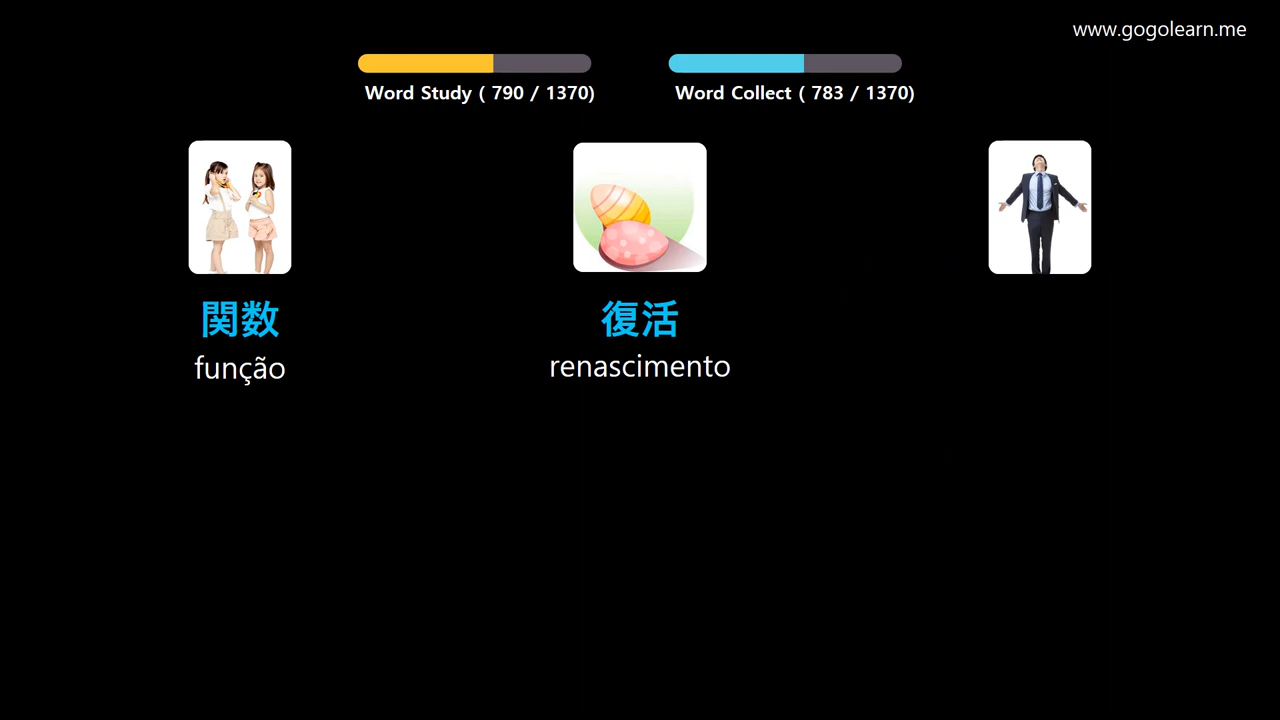 www.gogolearn.me
Word Study ( 790 / 1370)
Word Collect ( 783 / 1370)
関数
função
復活
renascimento